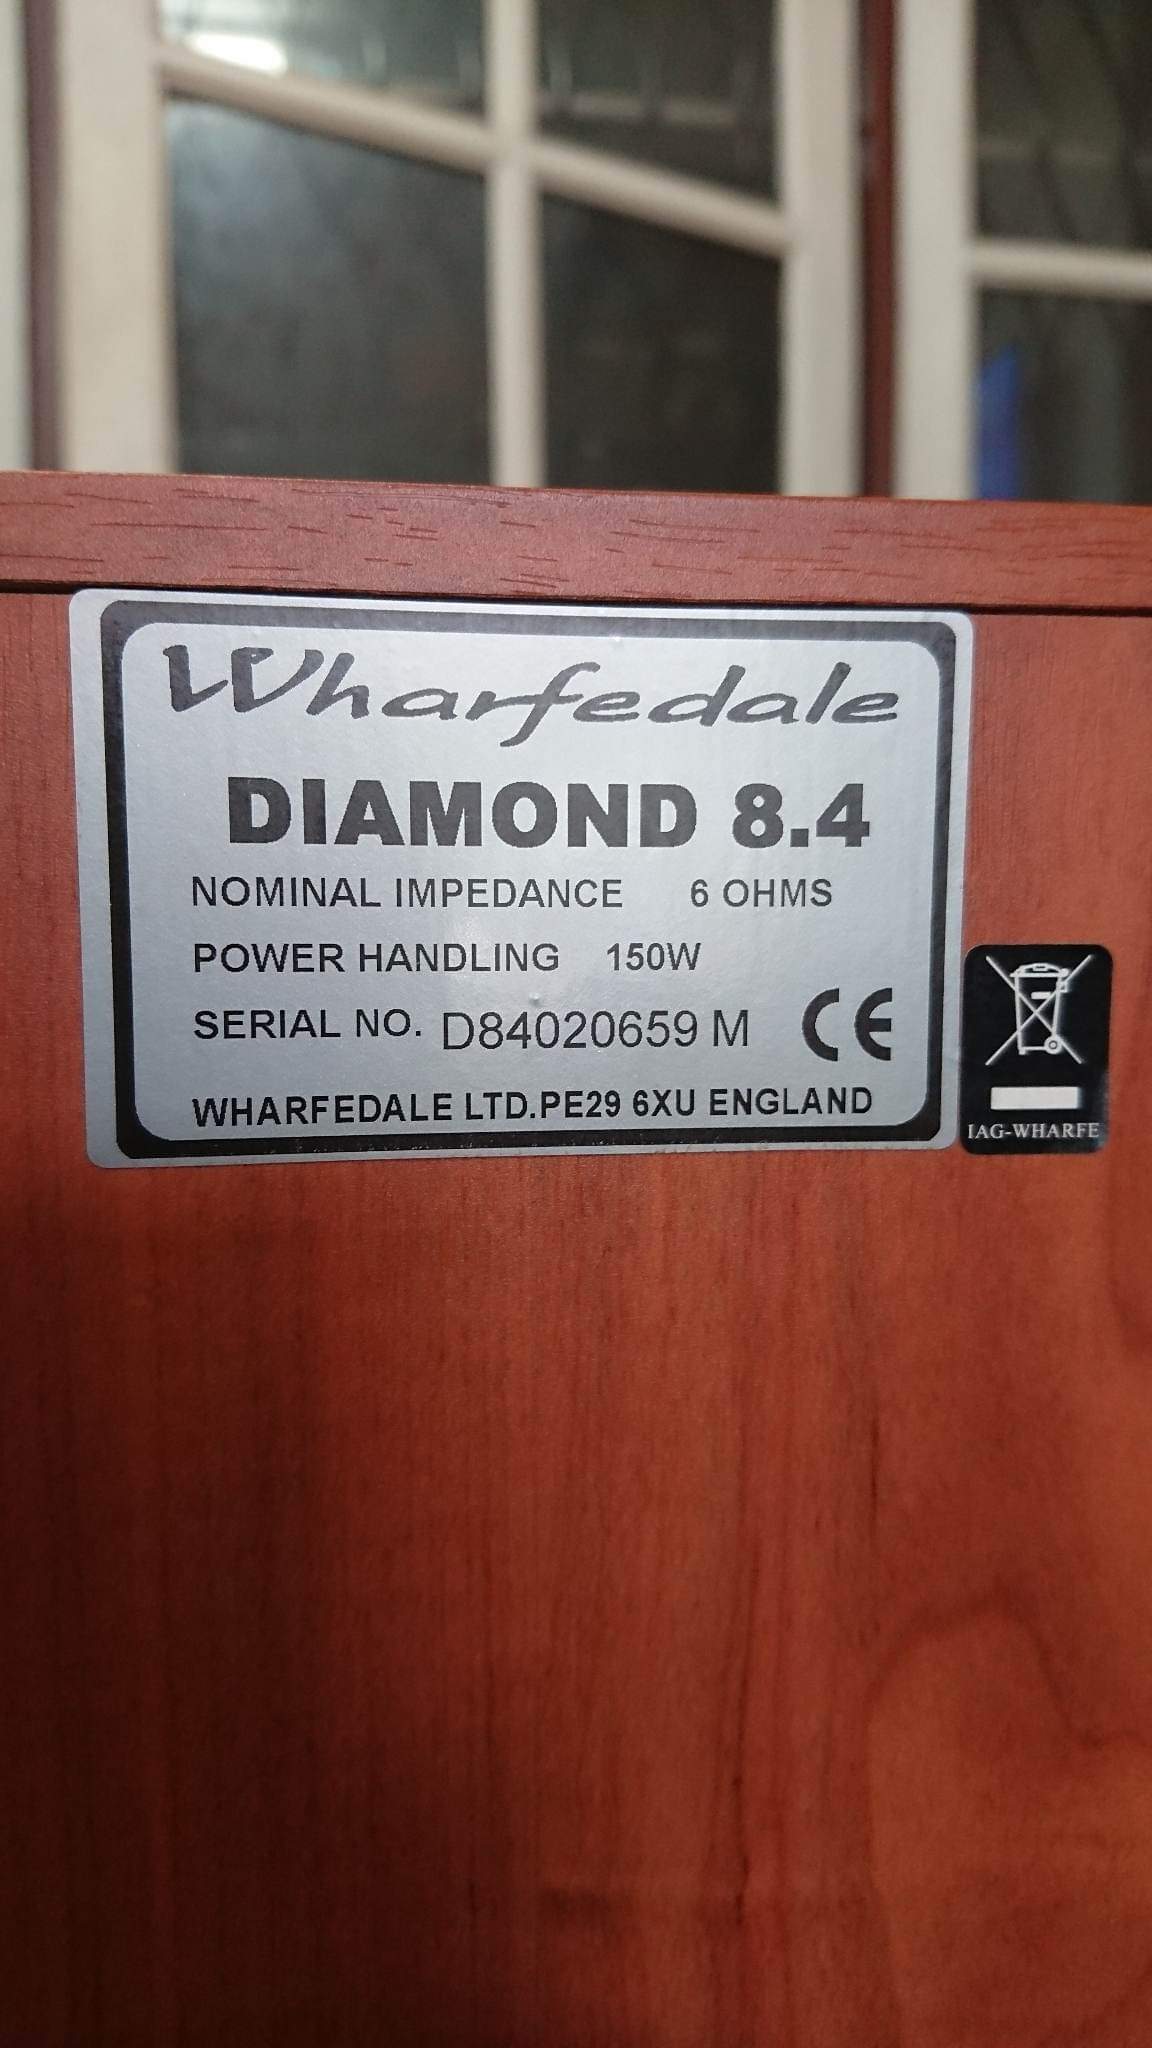 Wharfedale
DIAMOND 8.4
NOMINAL IMPEDANCE 6 OHMS
POWER HANDLING 150W
SERIAL NO. D84020659 M CE
WHARFEDALE LTD.PE29 6XU ENGLAND
IAG-WHARFE